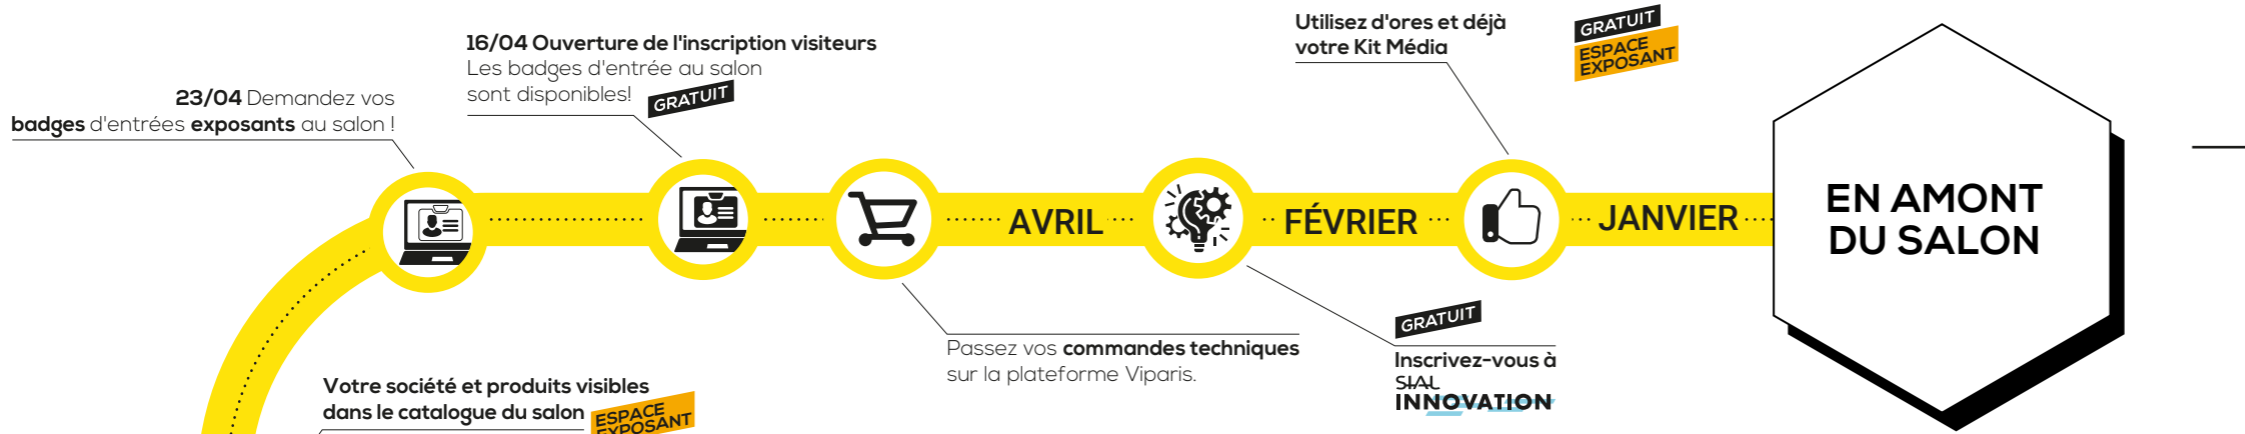 Utilisez d'ores et déjà
votre Kit Média
GRATUIT
ESPACE
EXPOSANT
16/04 Ouverture de l'inscription visiteurs
Les badges d'entrée au salon
sont disponibles!
GRATUIT
23/04 Demandez vos
badges d'entrées exposants au salon !
AVRIL
FÉVRIER
JANVIER
EN AMONT
DU SALON
Passez vos commandes techniques
sur la plateforme Viparis.
GRATUIT
Inscrivez-vous à
SIAL
INNOVATION
Votre société et produits visibles
dans le catalogue du salon
ESPACE
EXPOSANT